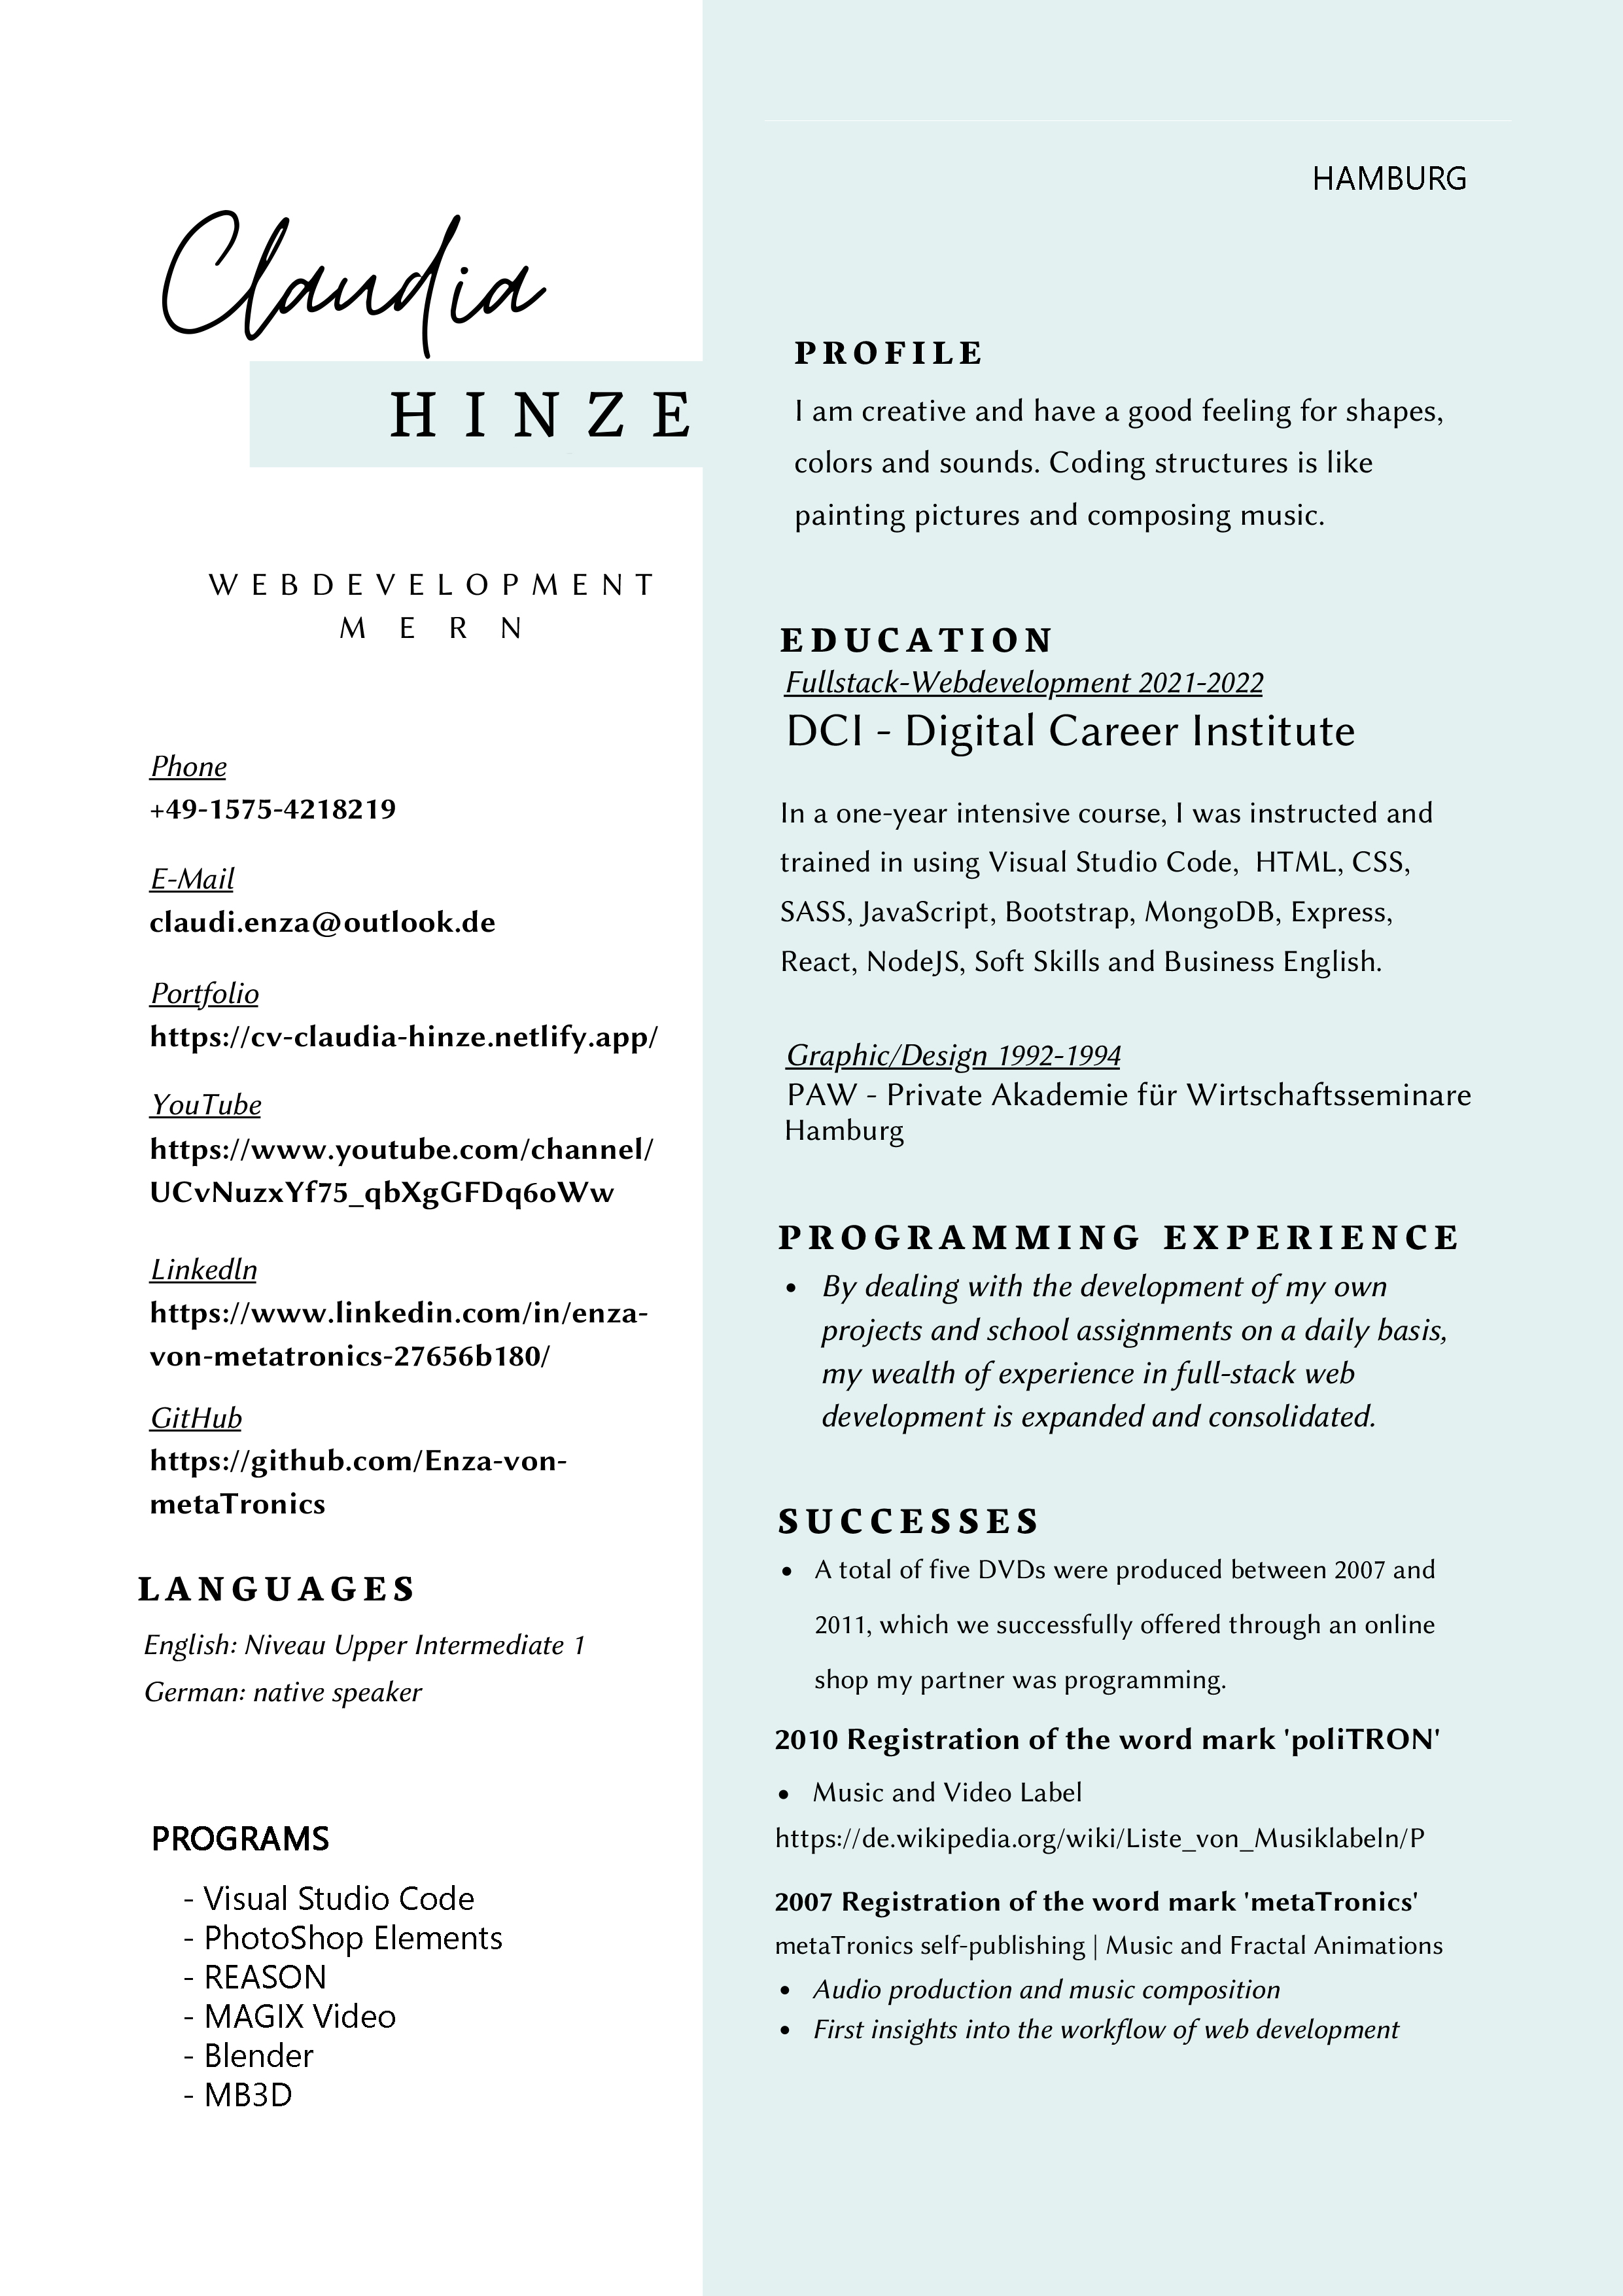 Claudia
HINZE
WEBDEVELOPMENT
MERN
Phone
+49-1575-4218219
E-Mail
claudi.enza@outlook.de
Portfolio
https://cv-claudia-hinze.netlify.app/
YouTube
https://www.youtube.com/channel/
UCvNuzxYf75_qbXgGFDq6oWw
Linkedln
https://www.linkedin.com/in/enza-
von-metatronics-27656b180/
GitHub
https://github.com/Enza-von-
metaTronics
LANGUAGES
English: Niveau Upper Intermediate 1
German: native speaker
PROGRAMS
- Visual Studio Code
- PhotoShop Elements
- REASON
- MAGIX Video
- Blender
- MB3D
HAMBURG
PROFILE
I am creative and have a good feeling for shapes,
colors and sounds. Coding structures is like
painting pictures and composing music.
EDUCATION
Fullstack-Webdevelopment 2021-2022
DCI - Digital Career Institute
In a one-year intensive course, I was instructed and
trained in using Visual Studio Code,  HTML, CSS,
SASS, JavaScript, Bootstrap, MongoDB, Express,
React, NodeJS, Soft Skills and Business English.
Graphic/Design 1992-1994
PAW - Private Akademie für Wirtschaftsseminare
Hamburg
PROGRAMMING EXPERIENCE
• By dealing with the development of my own
projects and school assignments on a daily basis,
my wealth of experience in full-stack web
development is expanded and consolidated.
SUCCESSES
• A total of five DVDs were produced between 2007 and
2011, which we successfully offered through an online
shop my partner was programming.
2010 Registration of the word mark 'poliTRON'
• Music and Video Label
https://de.wikipedia.org/wiki/Liste_von_Musiklabeln/P
2007 Registration of the word mark 'metaTronics'
metaTronics self-publishing | Music and Fractal Animations
• Audio production and music composition
• First insights into the workflow of web development